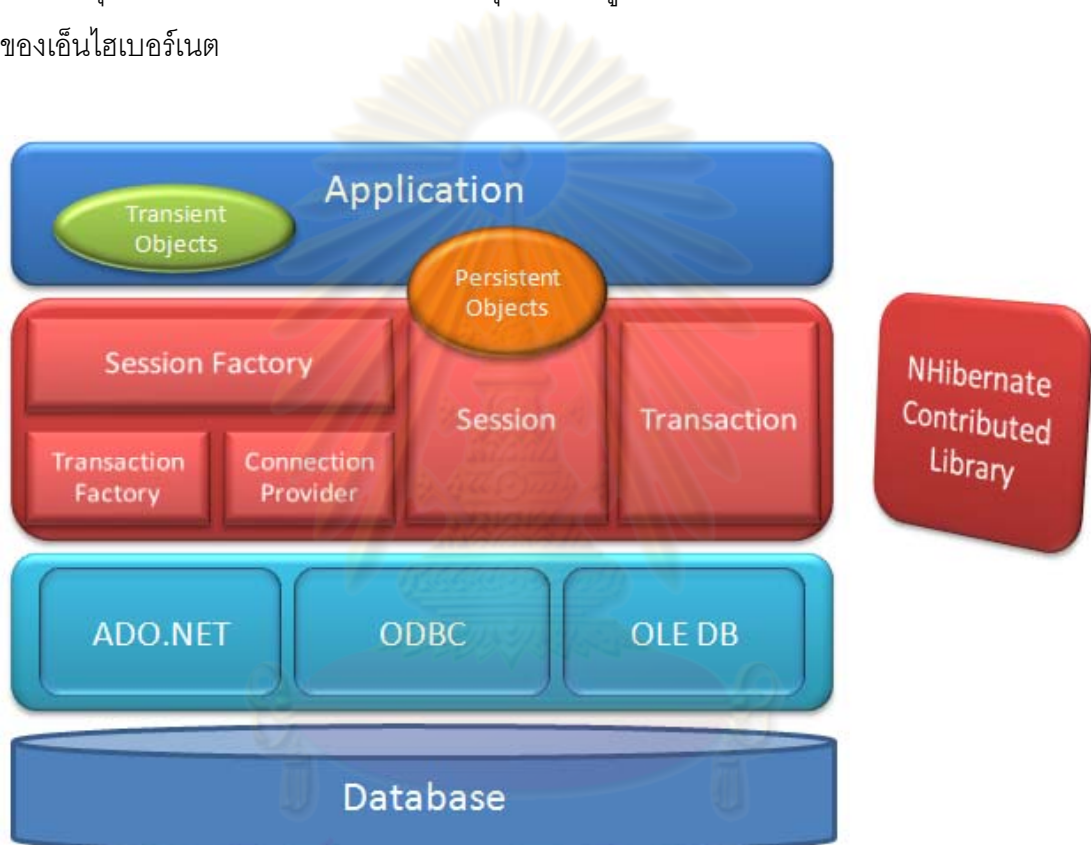 ของเอ็นไฮเบอร์เนต
Application
Transient
Objects
Persistent
Objects
Session Factory
Session
Transaction
Transaction
Factory
Connection
Provider
NHibernate
Contributed
Library
ADO.NET
ODBC
OLE DB
Database